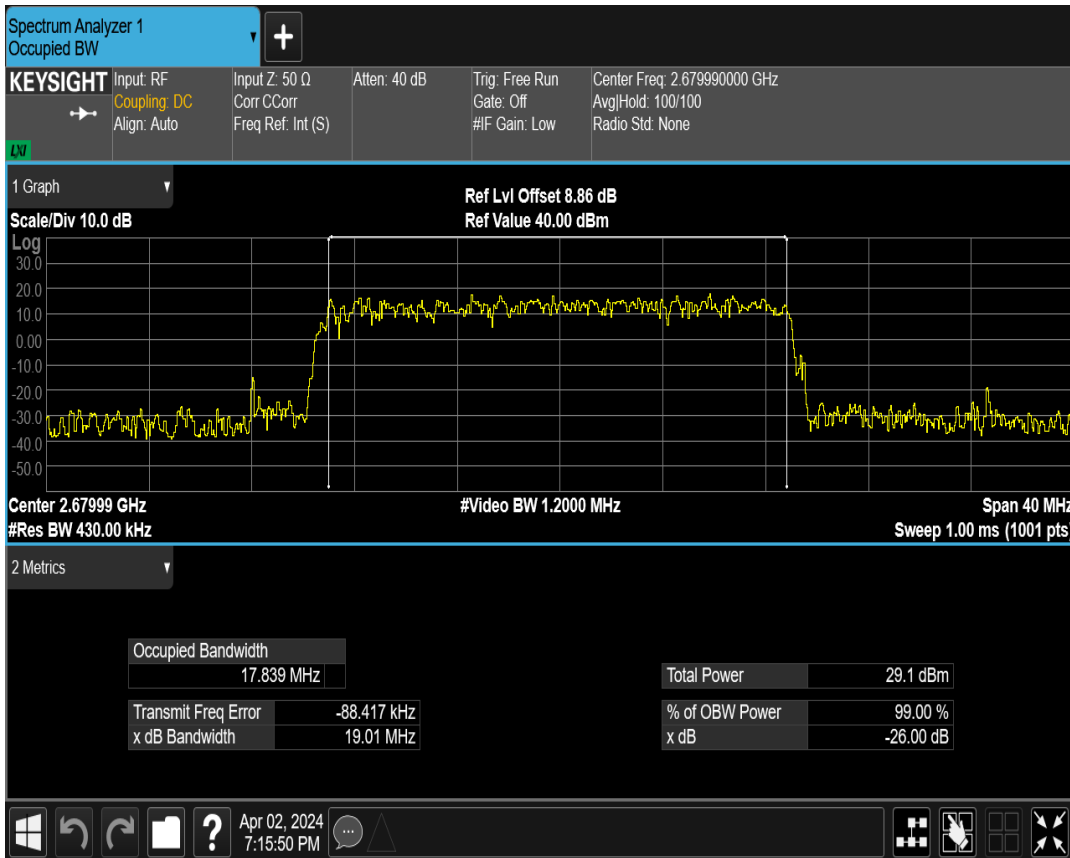 Spectrum Analyzer 1
Occupied BW
KEYSIGHT
LXI
Input: RF
Coupling: DC
Align: Auto
Input Z: 50 Ω
Corr CCorr
Freq Ref: Int (S)
Atten: 40 dB
Trig: Free Run
Gate: Off
#IF Gain: Low
Center Freq: 2.679990000 GHz
Avg|Hold: 100/100
Radio Std: None
1 Graph
Scale/Div 10.0 dB
Ref Lvl Offset 8.86 dB
Ref Value 40.00 dBm
Log
30.0
20.0
10.0
0.00
-10.0
-20.0
-30.0
-40.0
-50.0
Center 2.67999 GHz
#Res BW 430.00 kHz
#Video BW 1.2000 MHz
Span 40 MHz
Sweep 1.00 ms (1001 pts)
2 Metrics
Occupied Bandwidth
17.839 MHz
Transmit Freq Error -88.417 kHz
x dB Bandwidth 19.01 MHz
Total Power 29.1 dBm
% of OBW Power 99.00 %
x dB -26.00 dB
?
Apr 02, 2024
7:15:50 PM